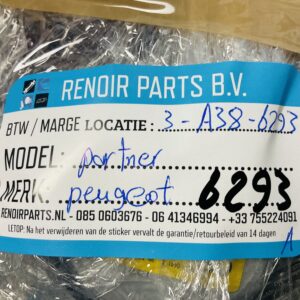 RENOIR PARTS B.V.
BTW / MARGE LOCATIE: 3-A38-6293
MODEL: partner
MERK: peugeot 6293
RENOIRPARTS.NL - 085 0603676 - 06 41346994 - +33 755224091
LETOP: Na het verwijderen van de sticker vervalt de garantie/retourbeleid van 14 dagen